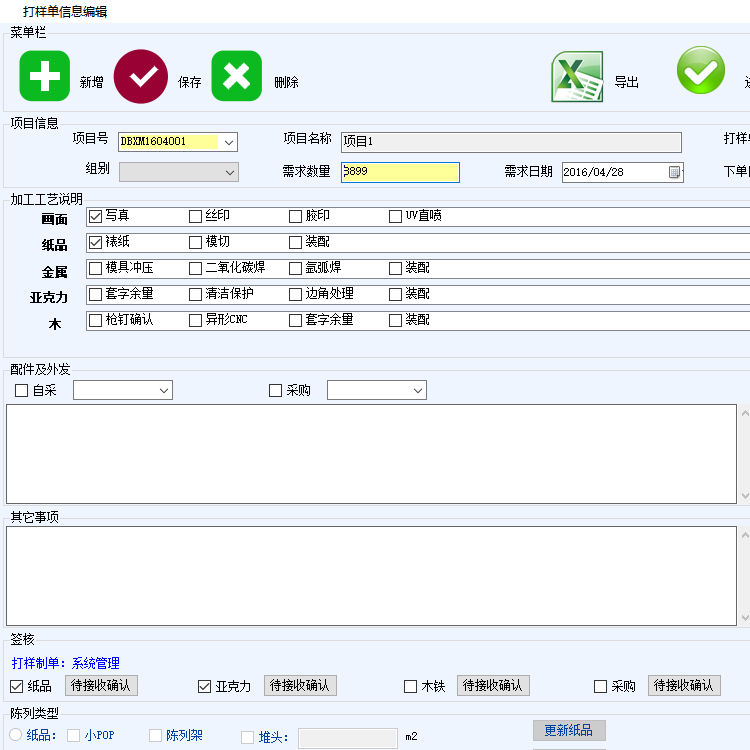 打样单信息编辑
菜单栏
新增 保存 删除 导出
项目信息
项目号 DBXM1604001 项目名称 项目1 打样
组别 需求数量 3899 需求日期 2016/04/28 下单
加工工艺说明
画面 写真 丝印 胶印 UV直喷
纸品 裱纸 模切 装配
金属 模具冲压 二氧化碳焊 氩弧焊 装配
亚克力 套字余量 清洁保护 边角处理 装配
木 枪钉确认 异形CNC 套字余量 装配
配件及外发
自采 采购
其它事项
签核
打样制单: 系统管理
纸品 待接收确认 亚克力 待接收确认 木铁 待接收确认 采购 待接收确认
陈列类型
纸品: 小POP 陈列架 堆头: m2 更新纸品